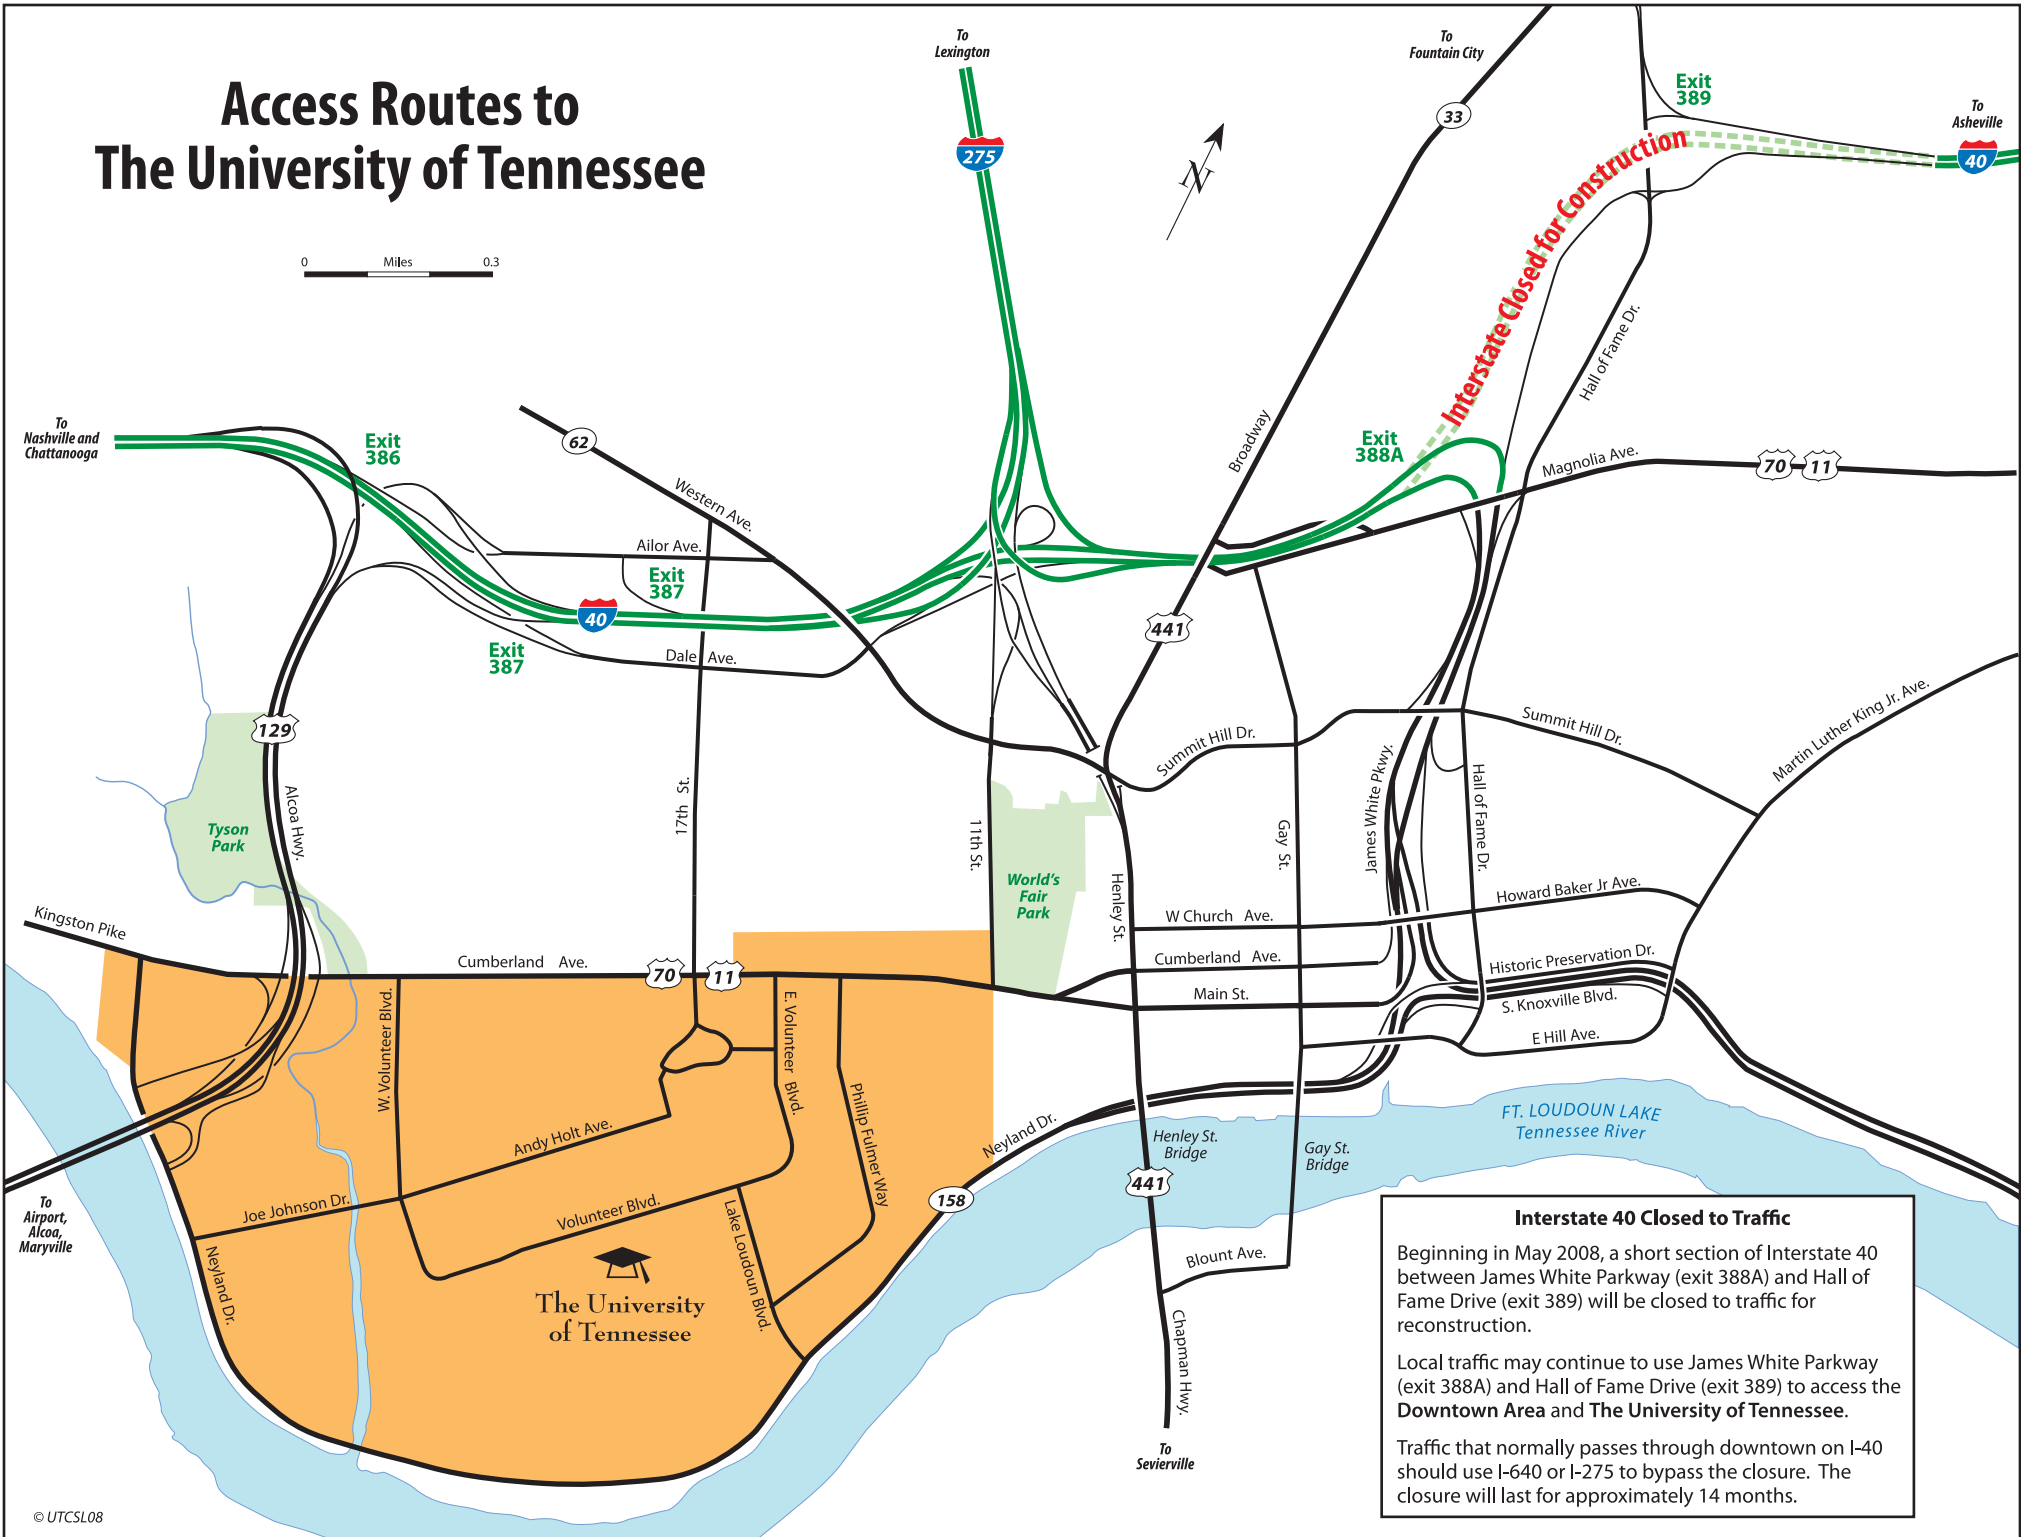 Access Routes to
The University of Tennessee
0 Miles 0.3
To
Lexington
275
N
To
Fountain City
33
Exit
389
To
Asheville
40
Interstate Closed for Construction
Hall of Fame Dr.
To
Nashville and
Chattanooga
Exit
386
62
Western Ave.
Broadway
Exit
388A
Magnolia Ave.
70
11
Ailor Ave.
Exit
387
40
Exit
387
Dale Ave.
441
129
Alcoa Hwy.
Tyson
Park
17th St.
11th St.
World's
Fair
Park
Henley St.
Summit Hill Dr.
Gay St.
James White Pkwy.
Hall of Fame Dr.
Summit Hill Dr.
Martin Luther King Jr. Ave.
Kingston Pike
Cumberland Ave.
70
11
W Church Ave.
Howard Baker Jr Ave.
Cumberland Ave.
Historic Preservation Dr.
Main St.
S. Knoxville Blvd.
E Hill Ave.
W. Volunteer Blvd.
E. Volunteer Blvd.
Phillip Fulmer Way
Andy Holt Ave.
Neyland Dr.
Henley St.
Bridge
Gay St.
Bridge
FT. LOUDOUN LAKE
Tennessee River
441
158
To
Airport,
Alcoa,
Maryville
Joe Johnson Dr.
Volunteer Blvd.
Lake Loudoun Blvd.
Neyland Dr.
The University
of Tennessee
Blount Ave.
Chapman Hwy.
To
Sevierville
Interstate 40 Closed to Traffic
Beginning in May 2008, a short section of Interstate 40
between James White Parkway (exit 388A) and Hall of
Fame Drive (exit 389) will be closed to traffic for
reconstruction.
Local traffic may continue to use James White Parkway
(exit 388A) and Hall of Fame Drive (exit 389) to access the
Downtown Area and The University of Tennessee.
Traffic that normally passes through downtown on I-40
should use I-640 or I-275 to bypass the closure. The
closure will last for approximately 14 months.
© UTCSL08